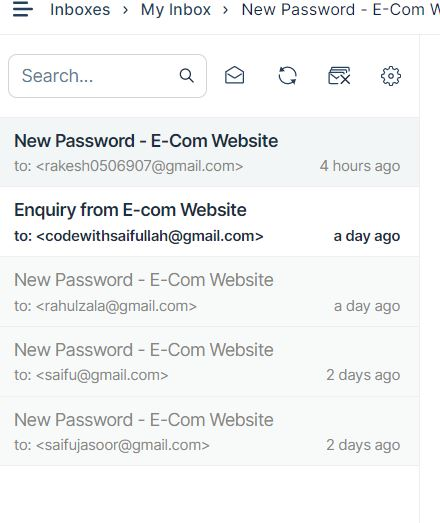 Inboxes > My Inbox > New Password - E-Com W
Search...
New Password - E-Com Website
to: <rakesh0506907@gmail.com> 4 hours ago
Enquiry from E-com Website
to: <codewithsaifullah@gmail.com> a day ago
New Password - E-Com Website
to: <rahulzala@gmail.com> a day ago
New Password - E-Com Website
to: <saifu@gmail.com> 2 days ago
New Password - E-Com Website
to: <saifujasoor@gmail.com> 2 days ago